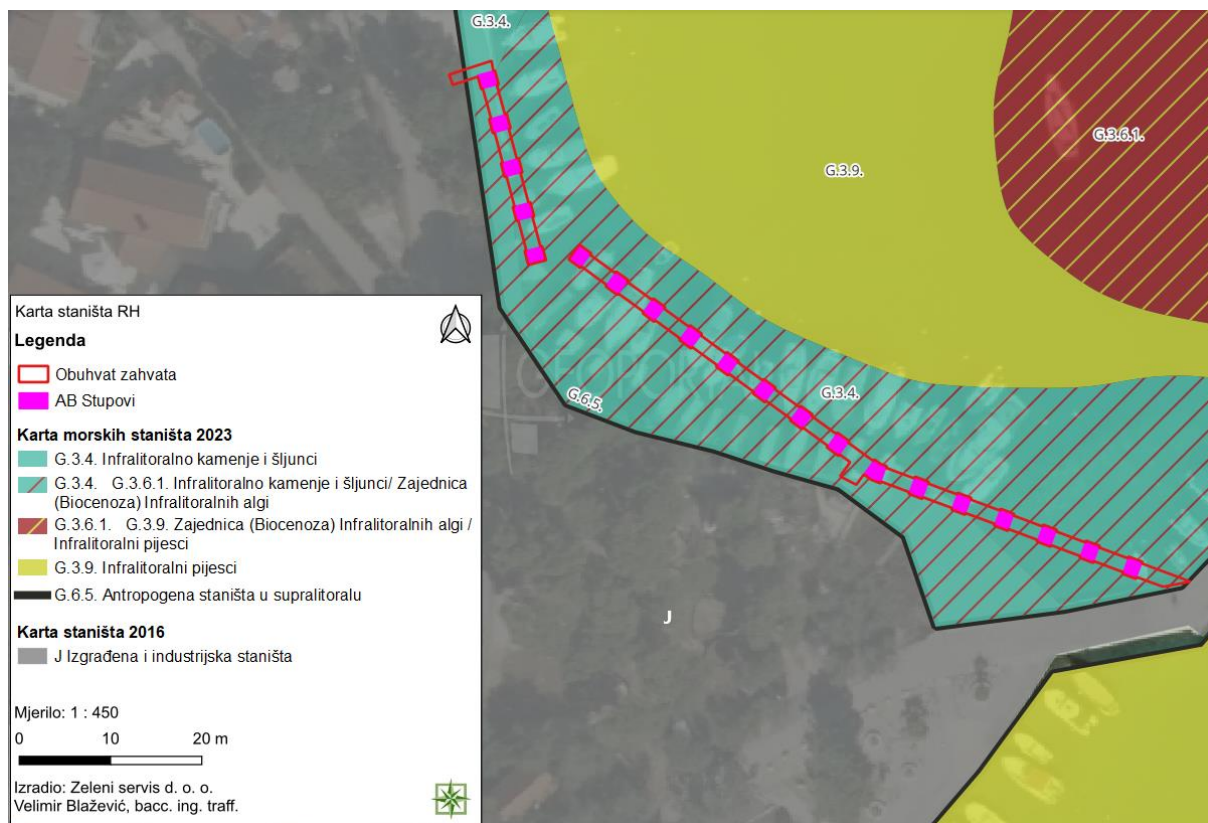 G.3.4.
G.3.6.1.
G.3.9.
G.3.4.
G.6.5.
J
Karta staništa RH
Legenda
Obuhvat zahvata
AB Stupovi
Karta morskih staništa 2023
G.3.4. Infralitoralno kamenje i šljunci
G.3.4. G.3.6.1. Infralitoralno kamenje i šljunci/ Zajednica
(Biocenoza) Infralitoralnih algi
G.3.6.1. G.3.9. Zajednica (Biocenoza) Infralitoralnih algi /
Infralitoralni pijesci
G.3.9. Infralitoralni pijesci
G.6.5. Antropogena staništa u supralitoralu
Karta staništa 2016
J Izgrađena i industrijska staništa
Mjerilo: 1 : 450
0 10 20 m
Izradio: Zeleni servis d. o. o.
Velimir Blažević, bacc. ing. traff.